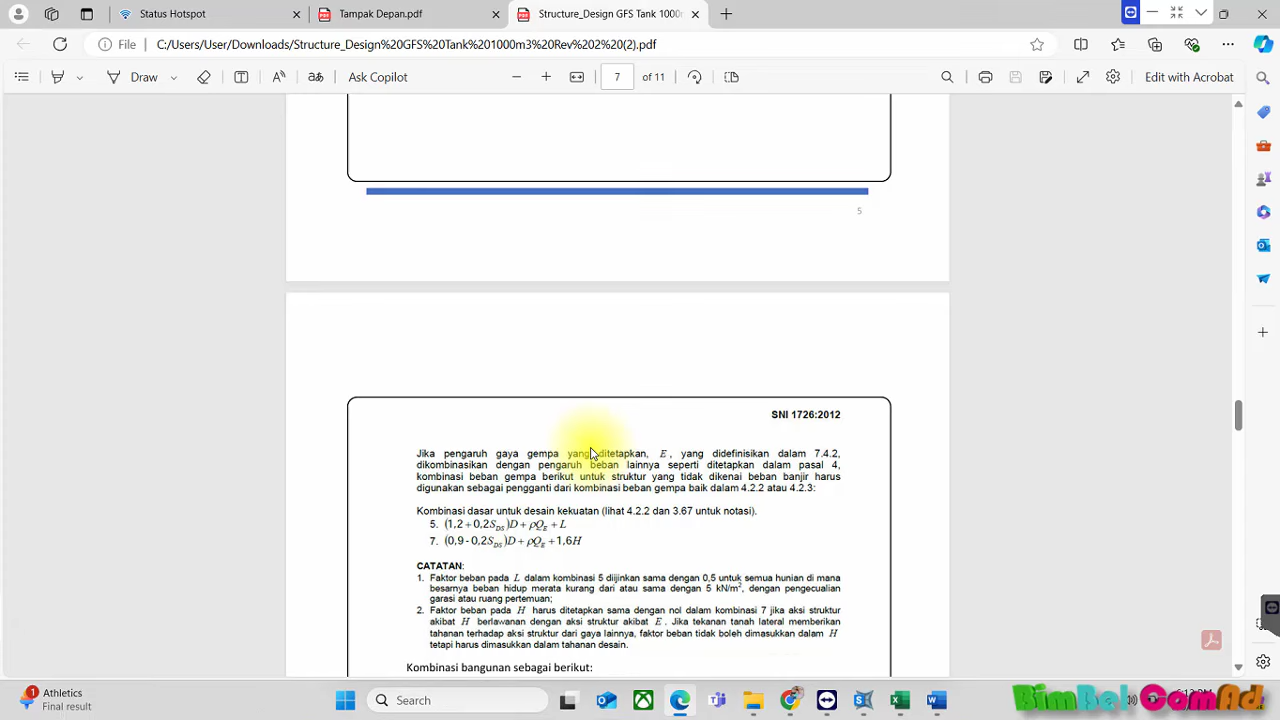 Status Hotspot
Tampak Depan.pdf
Structure_Design GFS Tank 1000m
File
C:/Users/User/Downloads/Structure_Design%20GFS%20Tank%201000m3%20Rev%202%20(2).pdf
Draw
Ask Copilot
7
of 11
Edit with Acrobat
5
SNI 1726:2012
Jika pengaruh gaya gempa yang ditetapkan, E, yang didefinisikan dalam 7.4.2,
dikombinasikan dengan pengaruh beban lainnya seperti ditetapkan dalam pasal 4,
kombinasi beban gempa berikut untuk struktur yang tidak dikenai beban banjir harus
digunakan sebagai pengganti dari kombinasi beban gempa baik dalam 4.2.2 atau 4.2.3:
Kombinasi dasar untuk desain kekuatan (lihat 4.2.2 dan 3.67 untuk notasi).
5. (1,2 + 0,2S_DS)D + ρQ_E + L
7. (0,9 - 0,2S_DS)D + ρQ_E + 1,6H
CATATAN:
1. Faktor beban pada L dalam kombinasi 5 diijinkan sama dengan 0,5 untuk semua hunian di mana
besarnya beban hidup merata kurang dari atau sama dengan 5 kN/m², dengan pengecualian
garasi atau ruang pertemuan;
2. Faktor beban pada H harus ditetapkan sama dengan nol dalam kombinasi 7 jika aksi struktur
akibat H berlawanan dengan aksi struktur akibat E. Jika tekanan tanah lateral memberikan
tahanan terhadap aksi struktur dari gaya lainnya, faktor beban tidak boleh dimasukkan dalam H
tetapi harus dimasukkan dalam tahanan desain.
Kombinasi bangunan sebagai berikut:
1
Athletics
Final result
Search
BimBel ComAd